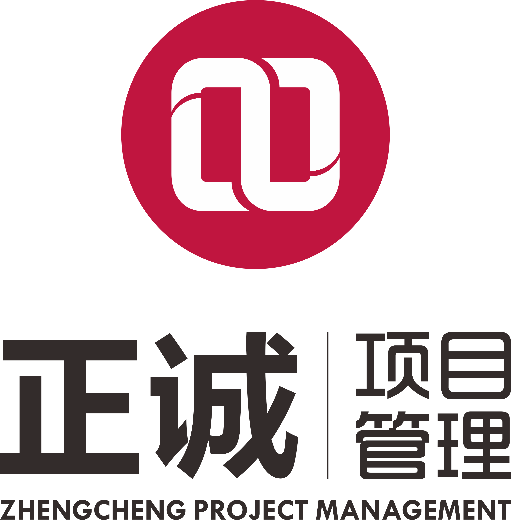 正诚
项目
管理
ZHENGCHENG PROJECT MANAGEMENT